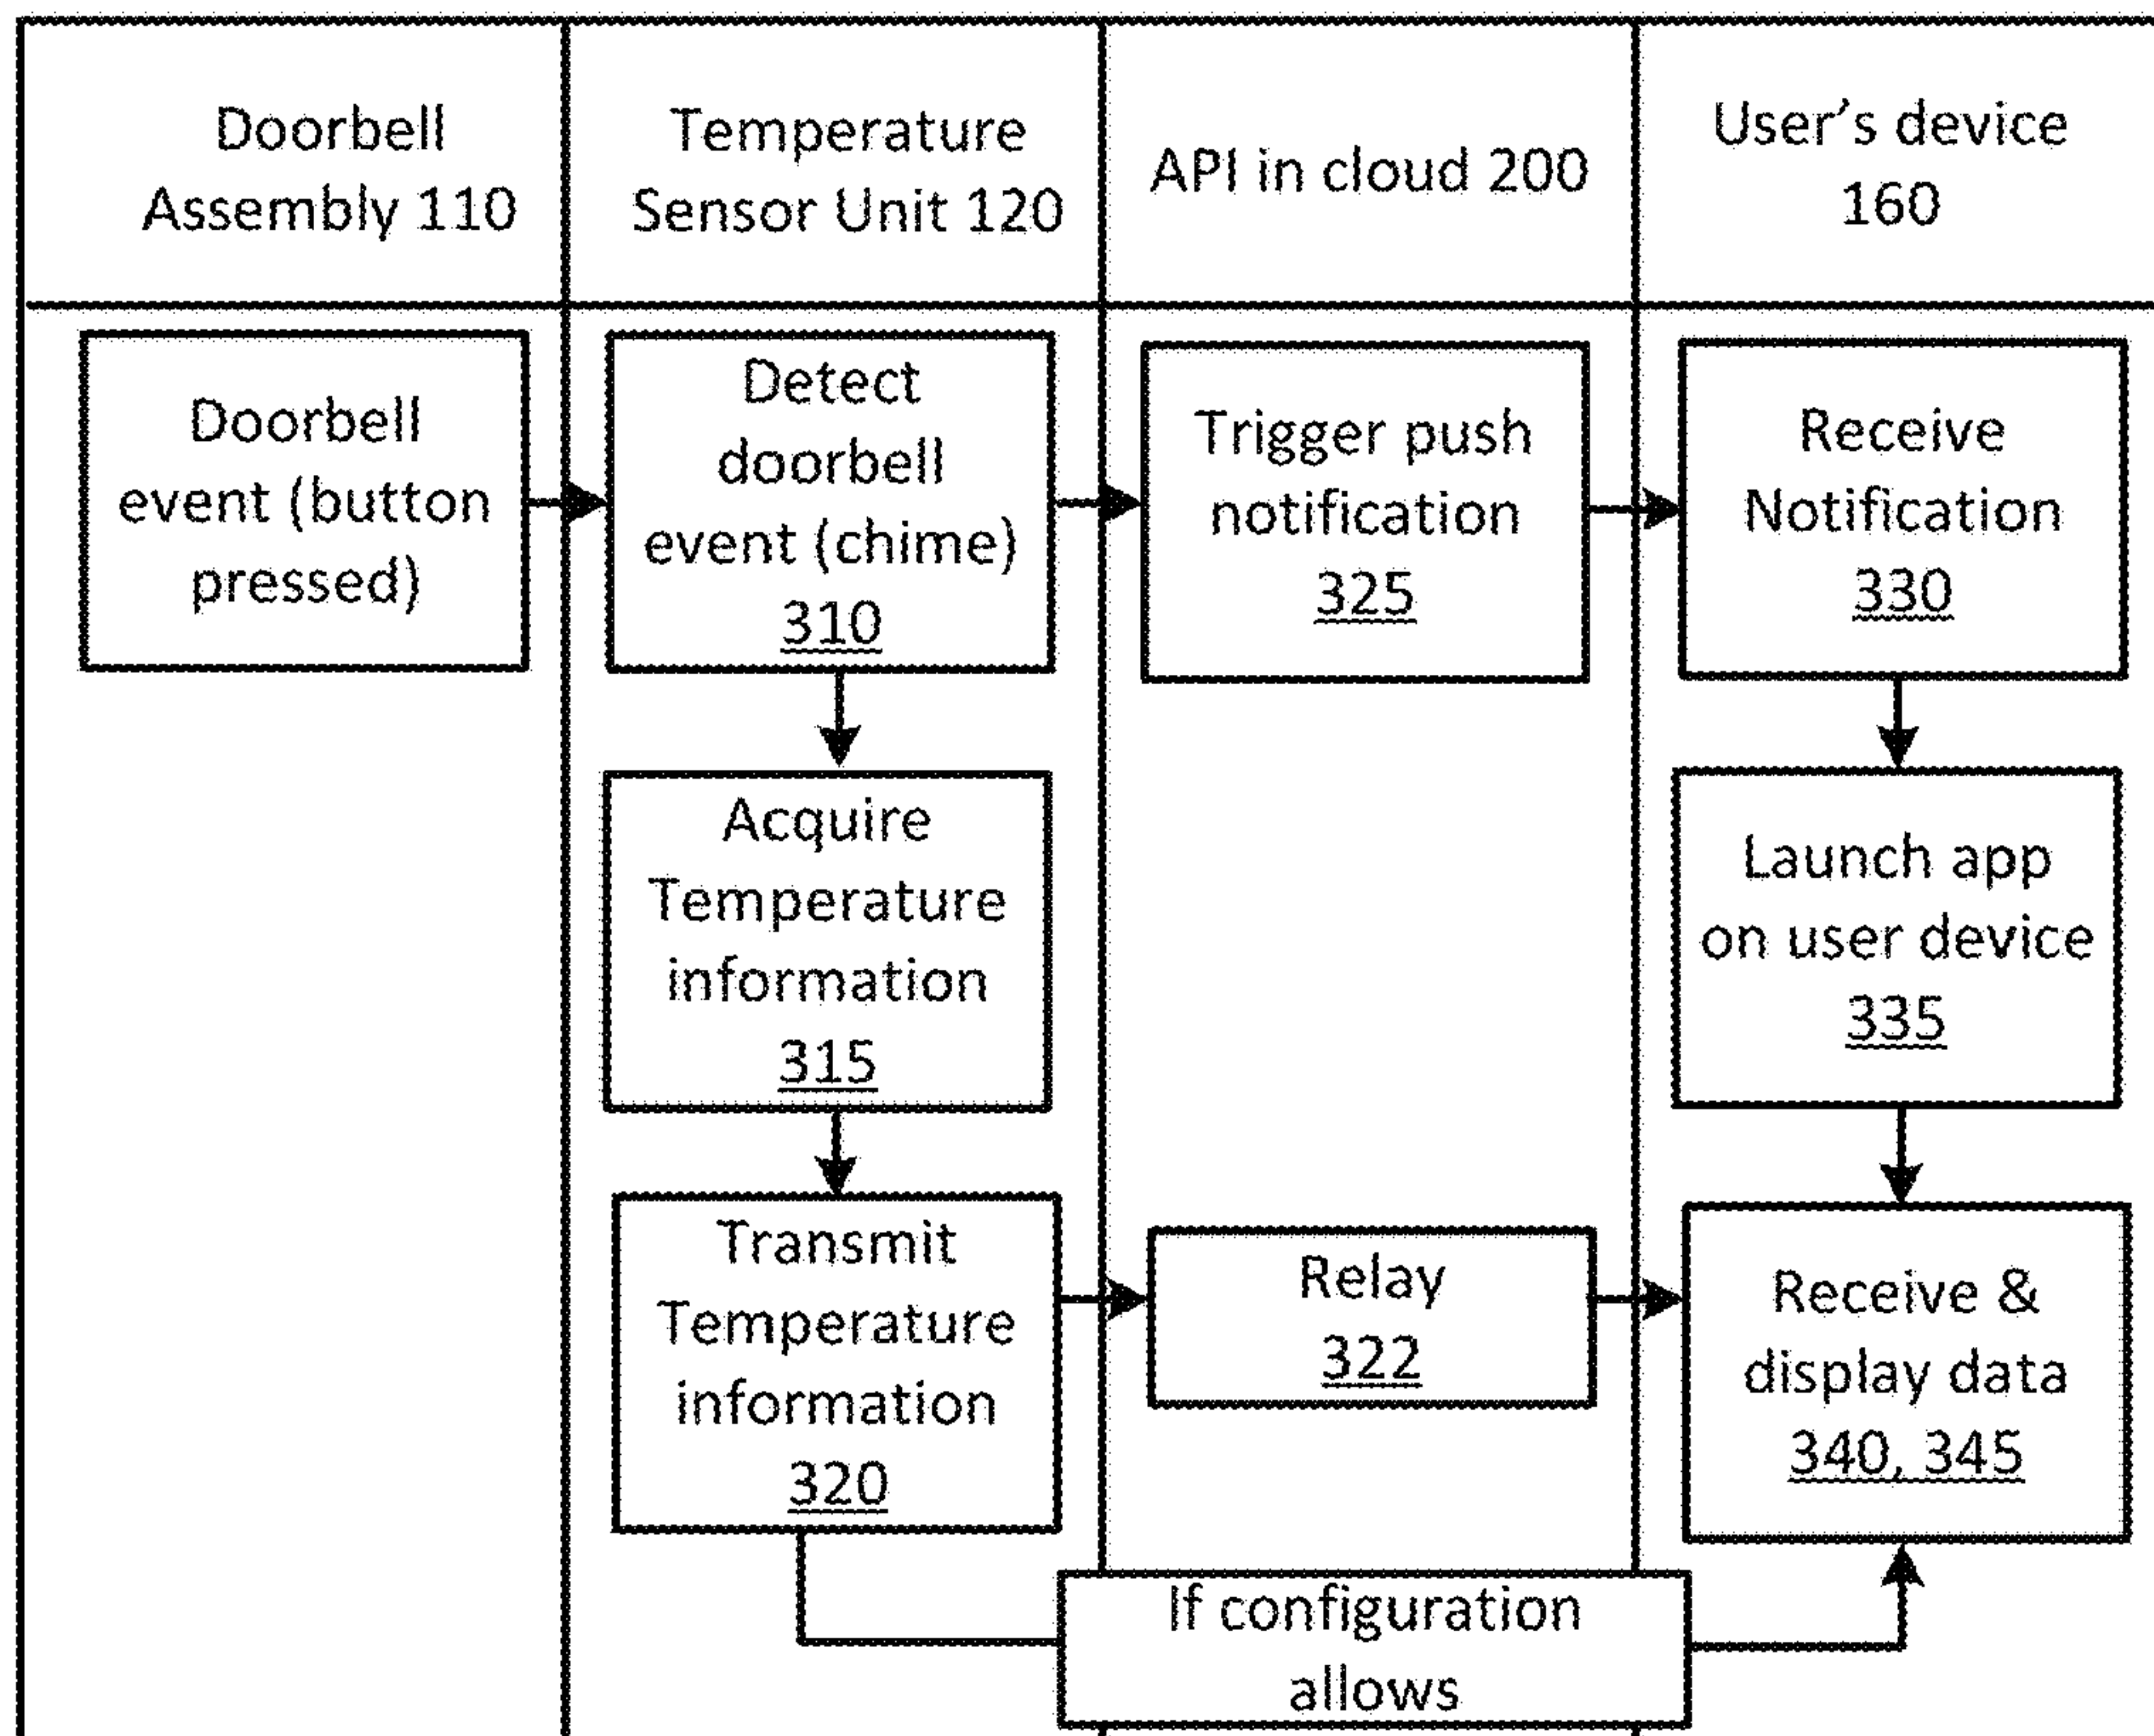 Doorbell
Assembly 110
Temperature
Sensor Unit 120
API in cloud 200
User's device
160
Doorbell
event (button
pressed)
Detect
doorbell
event (chime)
310
Trigger push
notification
325
Receive
Notification
330
Acquire
Temperature
information
315
Launch app
on user device
335
Transmit
Temperature
information
320
Relay
322
Receive &
display data
340, 345
If configuration
allows